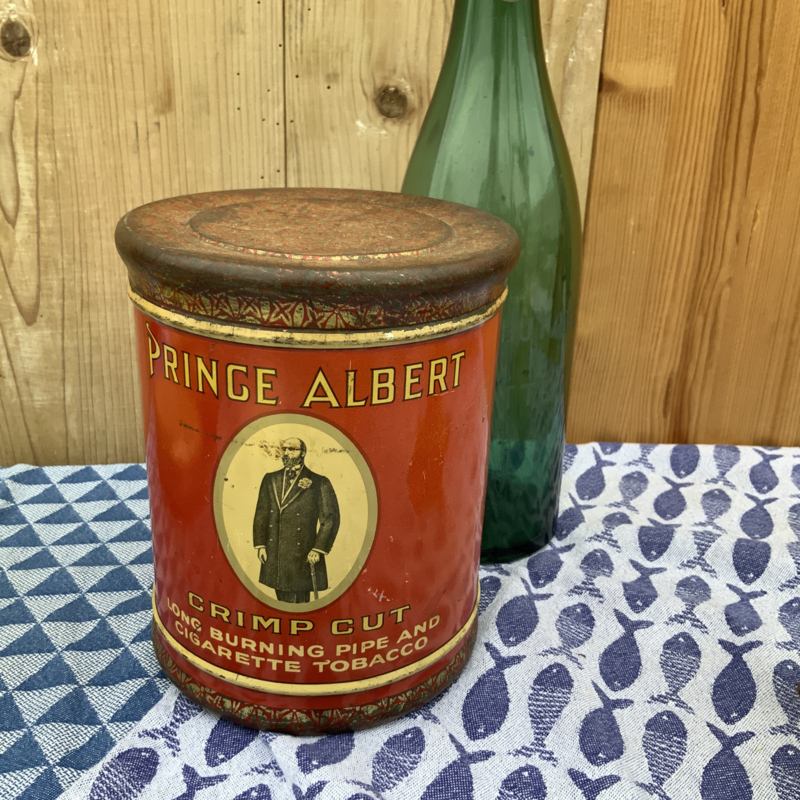 PRINCE ALBERT
CRIMP CUT
LONG BURNING PIPE AND
CIGARETTE TOBACCO